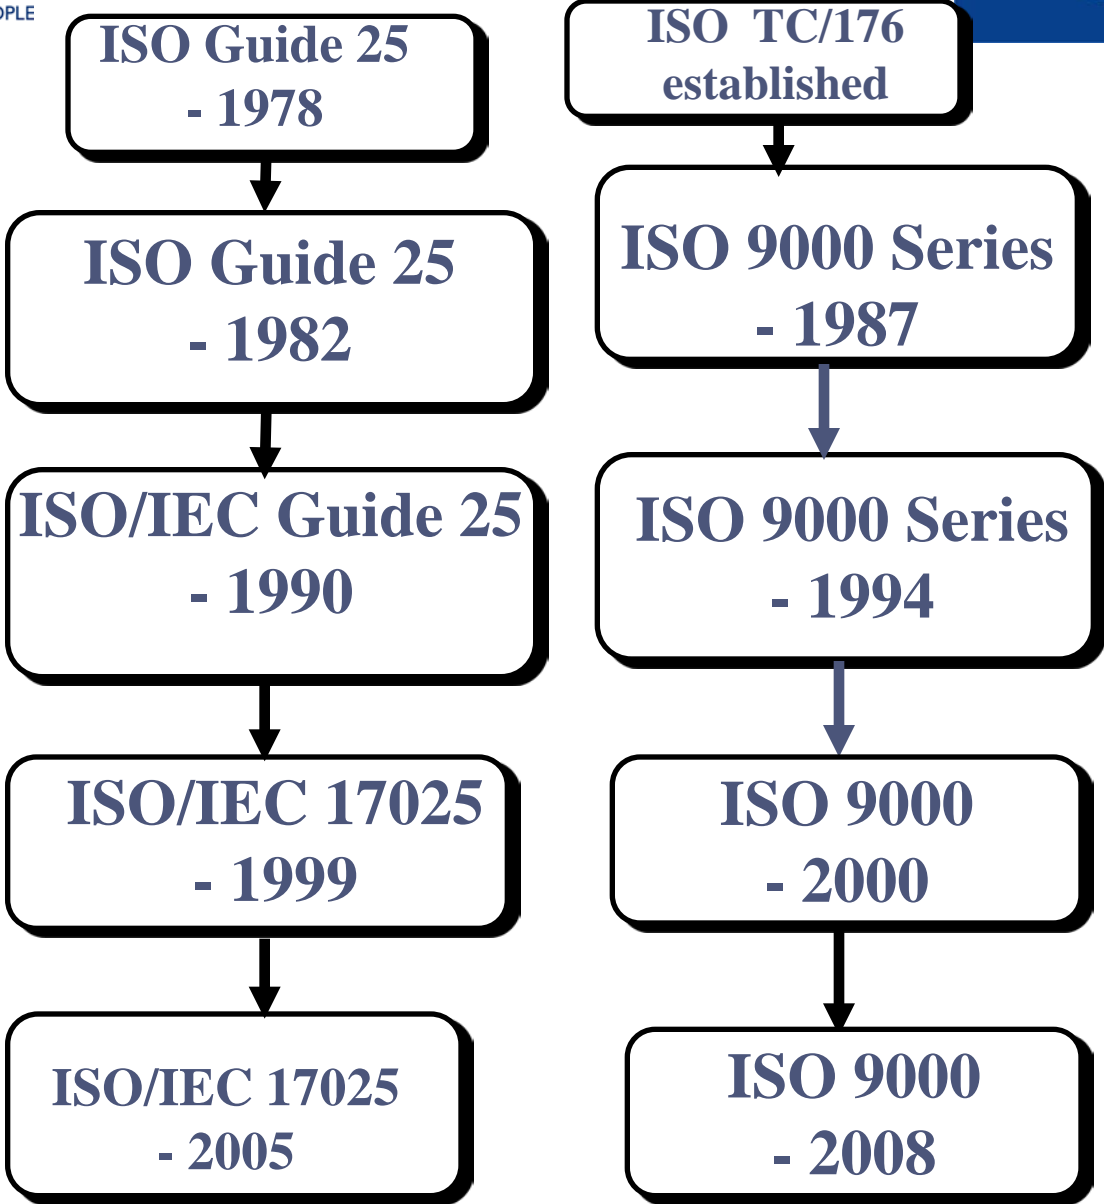 OPLE
ISO Guide 25
- 1978
ISO Guide 25
- 1982
ISO/IEC Guide 25
- 1990
ISO/IEC 17025
- 1999
ISO/IEC 17025
- 2005
ISO TC/176
established
ISO 9000 Series
- 1987
ISO 9000 Series
- 1994
ISO 9000
- 2000
ISO 9000
- 2008